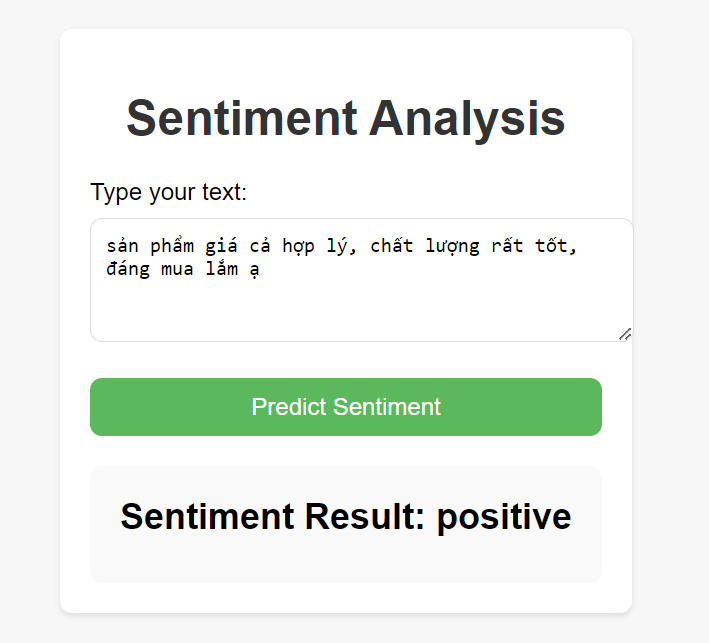 Sentiment Analysis
Type your text:
sản phẩm giá cả hợp lý, chất lượng rất tốt,
đáng mua lắm ạ
Predict Sentiment
Sentiment Result: positive